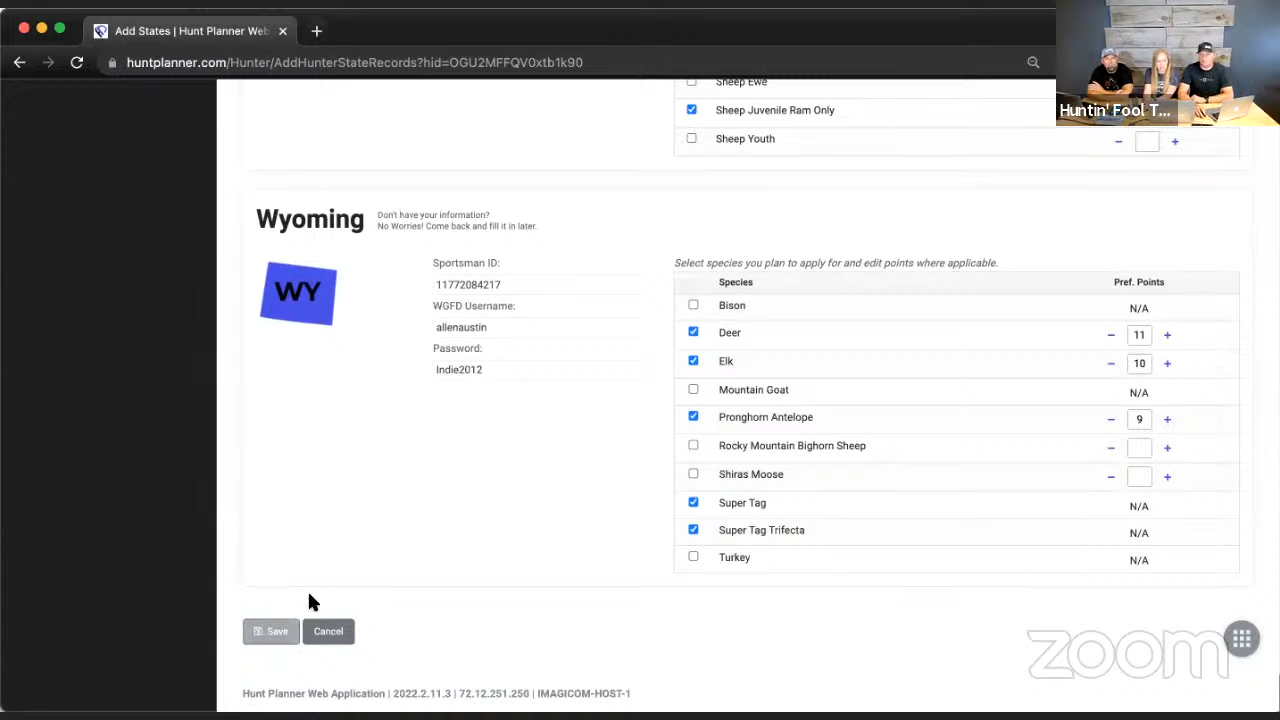 Add States | Hunt Planner Web
huntplanner.com/Hunter/AddHunterStateRecords?hid=OGU2MFFQV0xtb1k90
Huntin' Fool T...
Sheep Ewe
Sheep Juvenile Ram Only
Sheep Youth
Wyoming
Don't have your information?
No Worries! Come back and fill it in later.
WY
Sportsman ID:
11772084217
WGFD Username:
allenaustin
Password:
Indie2012
Select species you plan to apply for and edit points where applicable.
Species Pref. Points
Bison N/A
Deer - 11 +
Elk - 10 +
Mountain Goat N/A
Pronghorn Antelope - 9 +
Rocky Mountain Bighorn Sheep - +
Shiras Moose - +
Super Tag N/A
Super Tag Trifecta N/A
Turkey N/A
Save Cancel
zoom
Hunt Planner Web Application | 2022.2.11.3 | 72.12.251.250 | IMAGICOM-HOST-1